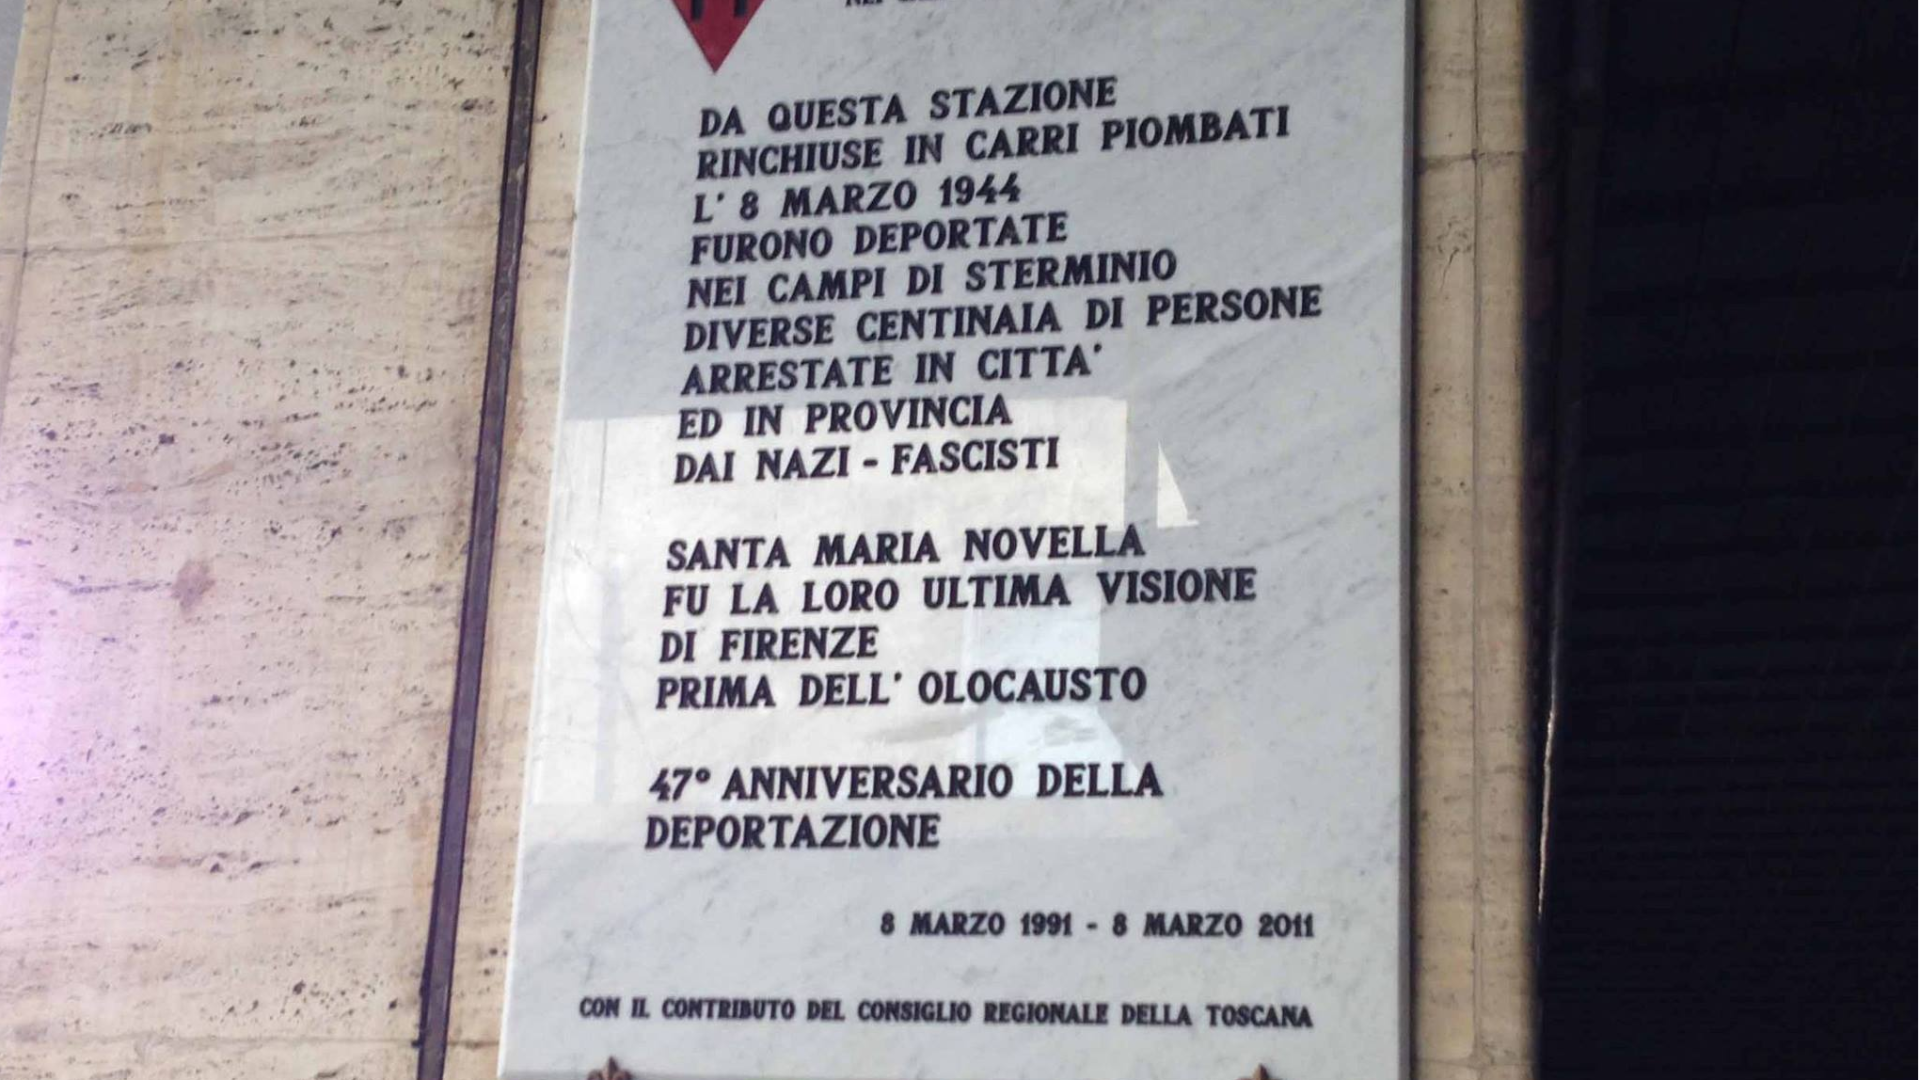 DA QUESTA STAZIONE
RINCHIUSE IN CARRI PIOMBATI
L' 8 MARZO 1944
FURONO DEPORTATE
NEI CAMPI DI STERMINIO
DIVERSE CENTINAIA DI PERSONE
ARRESTATE IN CITTA'
ED IN PROVINCIA
DAI NAZI - FASCISTI
SANTA MARIA NOVELLA
FU LA LORO ULTIMA VISIONE
DI FIRENZE
PRIMA DELL' OLOCAUSTO
47° ANNIVERSARIO DELLA
DEPORTAZIONE
8 MARZO 1991 - 8 MARZO 2011
CON IL CONTRIBUTO DEL CONSIGLIO REGIONALE DELLA TOSCANA